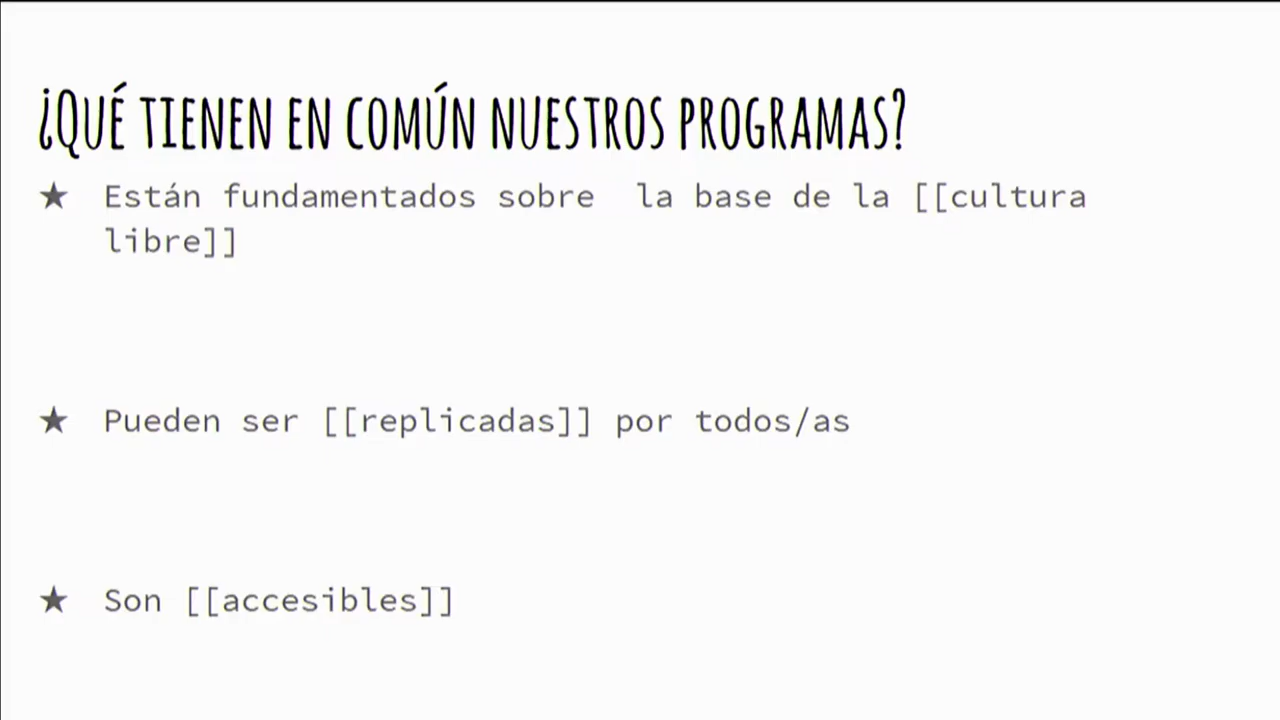 ¿Qué tienen en común nuestros programas?
★ Están fundamentados sobre la base de la [[cultura
libre]]
★ Pueden ser [[replicadas]] por todos/as
★ Son [[accesibles]]